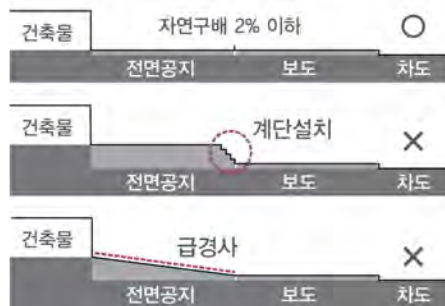 자연구배 2% 이하
건축물
전면공지 보도 차도
건축물
계단설치
전면공지 보도 차도
건축물
급경사
전면공지 보도 차도